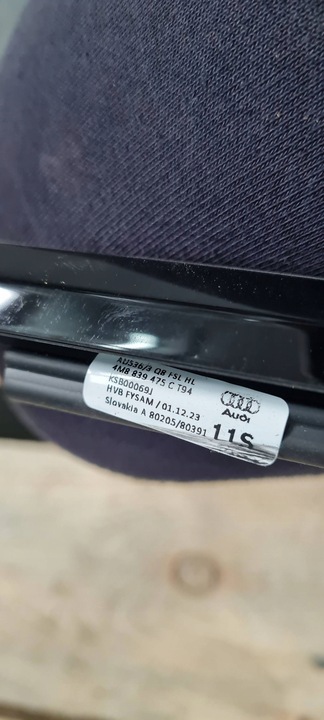 AU536/3 Q8 FSL HL
4M8 839 475 C T94
KSB00069J
HVB FYSAM / 01.12.23
Slovakia A 80205/80391
Audi
11S